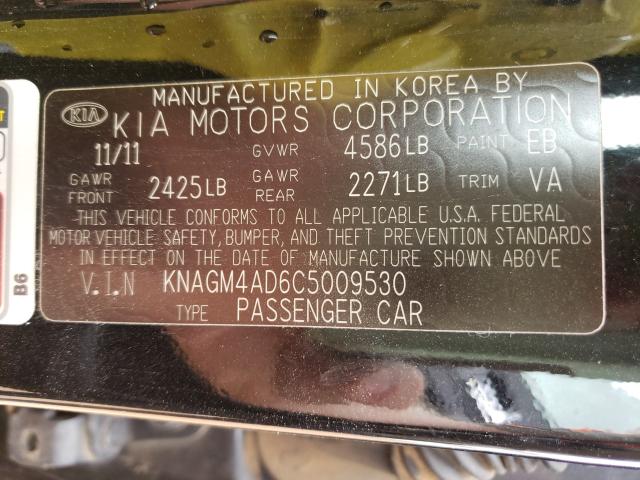 MANUFACTURED IN KOREA BY
KIA KIA MOTORS CORPORATION
11/11 GVWR 4586LB PAINT EB
GAWR FRONT 2425LB GAWR REAR 2271LB TRIM VA
THIS VEHICLE CONFORMS TO ALL APPLICABLE U.S.A. FEDERAL
MOTOR VEHICLE SAFETY, BUMPER, AND THEFT PREVENTION STANDARDS
IN EFFECT ON THE DATE OF MANUFACTURE SHOWN ABOVE.
V.I.N KNAGM4AD6C5009530
TYPE: PASSENGER CAR
B6